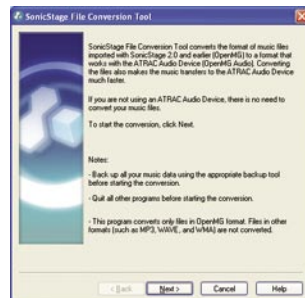 SonicStage File Conversion Tool
SonicStage File Conversion Tool converts the format of music files
imported with SonicStage 2.0 and earlier (OpenMG) to a format that
works with the ATRAC Audio Device (OpenMG Audio). Converting
the files also makes the music transfers to the ATRAC Audio Device
much faster.
If you are not using an ATRAC Audio Device, there is no need to
convert your music files.
To start the conversion, click Next.
Notes:
- Back up all your music data using the appropriate backup tool
before starting the conversion.
- Quit all other programs before starting the conversion.
- This program converts only files in OpenMG format. Files in other
formats (such as MP3, WAVE, and WMA) are not converted.
< Back Next > Cancel Help